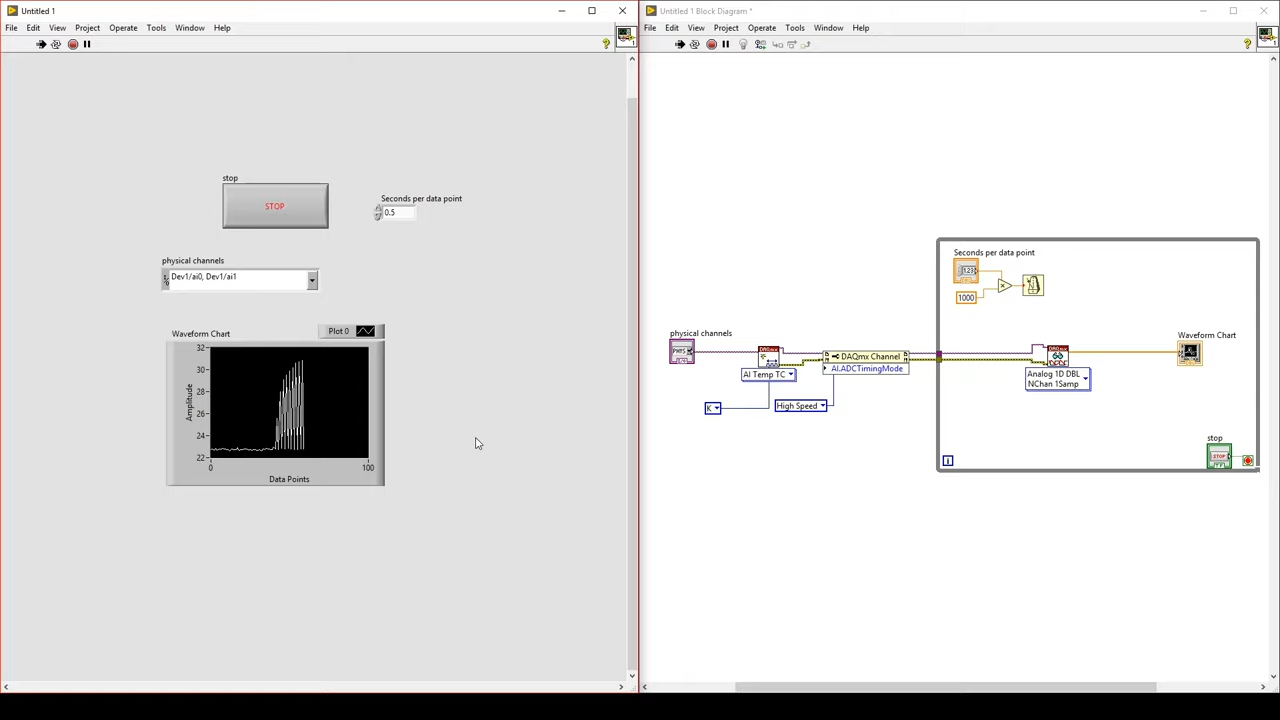 Untitled 1
File Edit View Project Operate Tools Window Help
stop
STOP
Seconds per data point
0.5
physical channels
Dev1/ai0, Dev1/ai1
Waveform Chart
Plot 0
32
30
28
26
24
22
Amplitude
0
100
Data Points
Untitled 1 Block Diagram *
File Edit View Project Operate Tools Window Help
Seconds per data point
1.23
1000
physical channels
DAQmx Channel
AI.ADCTimingMode
AI Temp TC
K
High Speed
Analog 1D DBL
NChan 1Samp
Waveform Chart
stop
STOP
i